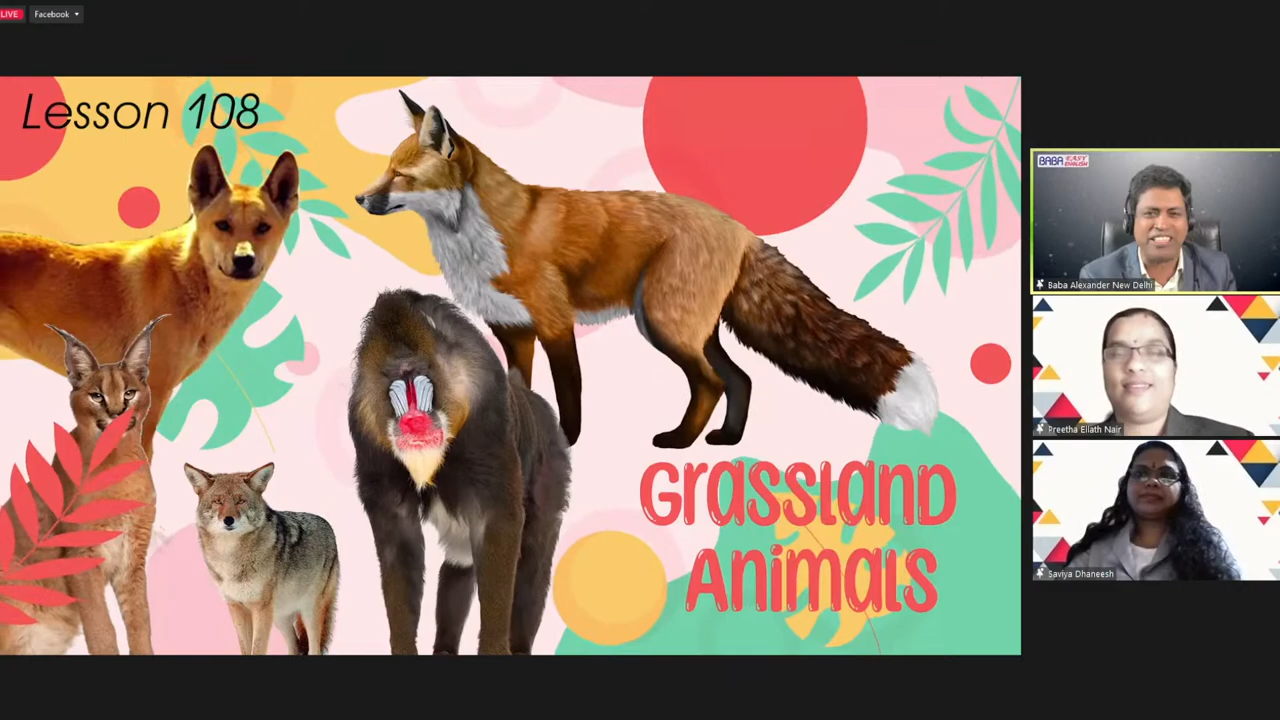 LIVE
Facebook
Lesson 108
Grassland
Animals
BABA EASY
ENGLISH
Baba Alexander New Delhi
Preetha Ellath Nair
Saviya Dhaneesh